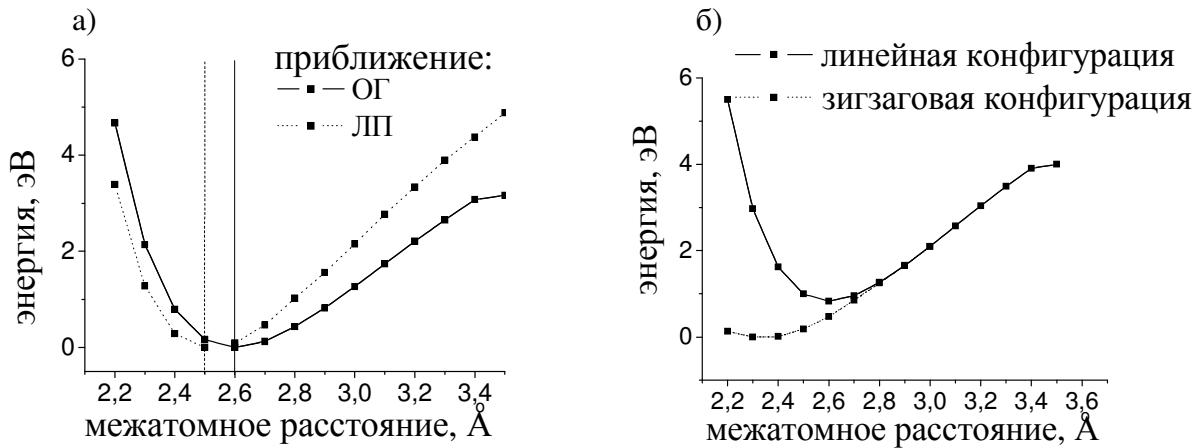 а)
приближение:
ОГ
ЛП
энергия, эВ
6
4
2
0
2,2 2,4 2,6 2,8 3,0 3,2 3,4
межатомное расстояние, Å
б)
линейная конфигурация
зигзаговая конфигурация
энергия, эВ
6
4
2
0
2,2 2,4 2,6 2,8 3,0 3,2 3,4 3,6
межатомное расстояние, Å